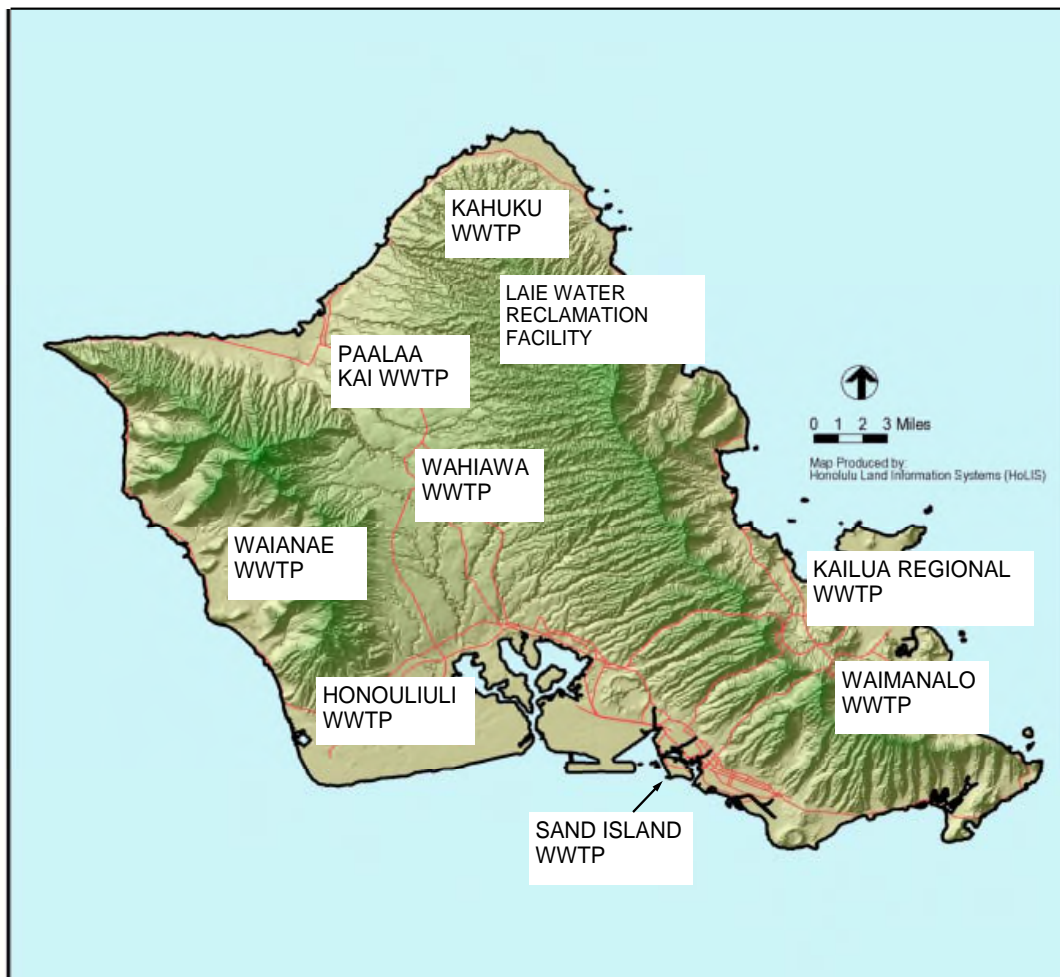 KAHUKU
WWTP
LAIE WATER
RECLAMATION
FACILITY
PAALAA
KAI WWTP
0 1 2 3 Miles
Map Produced by:
Honolulu Land Information Systems (HoLIS)
WAHIAWA
WWTP
WAIANAE
WWTP
KAILUA REGIONAL
WWTP
HONOULIULI
WWTP
WAIMANALO
WWTP
SAND ISLAND
WWTP